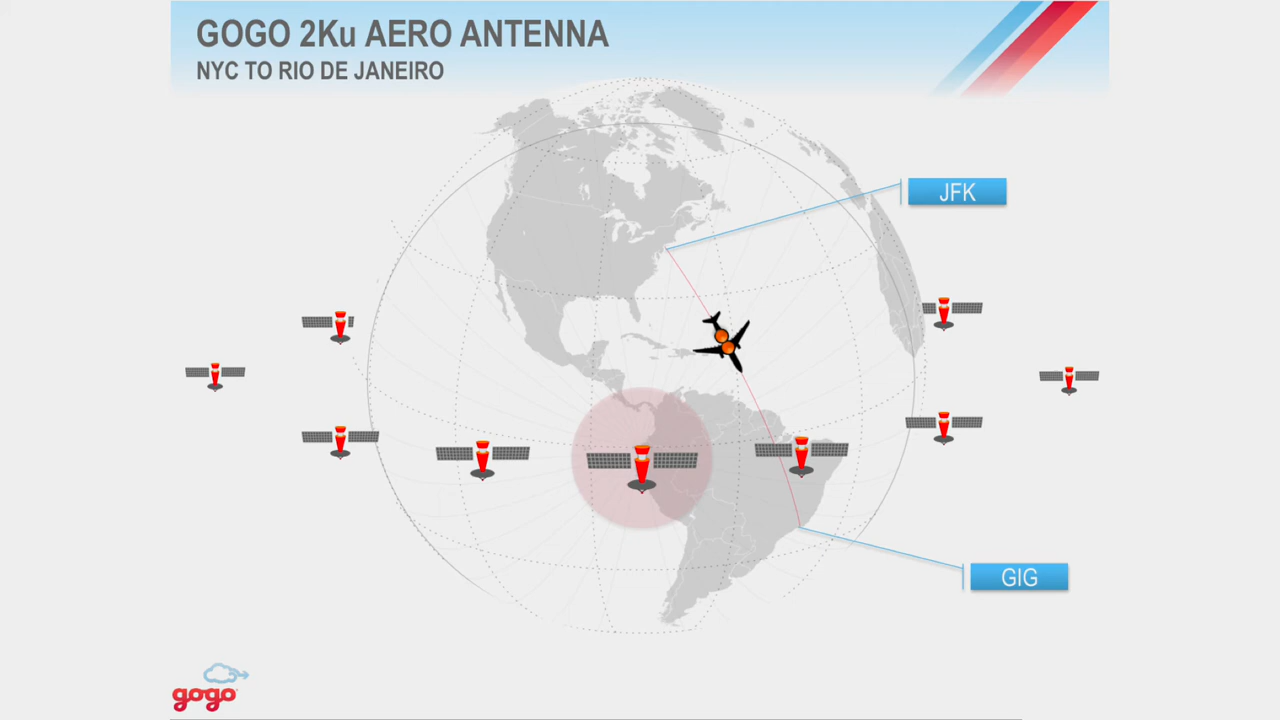 GOGO 2Ku AERO ANTENNA
NYC TO RIO DE JANEIRO
JFK
GIG
gogo